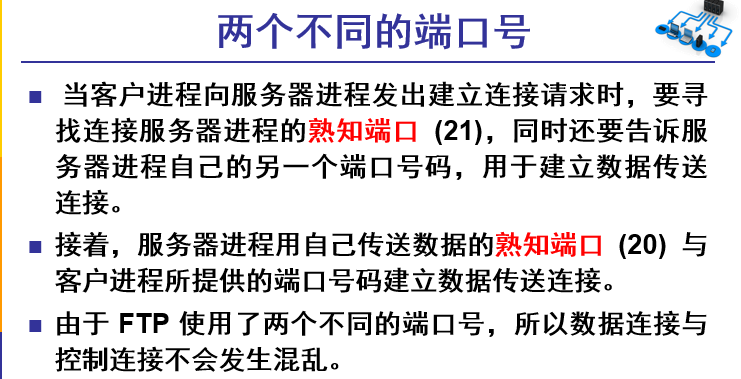 两个不同的端口号
当客户进程向服务器进程发出建立连接请求时，要寻
找连接服务器进程的熟知端口 (21)，同时还要告诉服
务器进程自己的另一个端口号码，用于建立数据传送
连接。
接着，服务器进程用自己传送数据的熟知端口 (20) 与
客户进程所提供的端口号码建立数据传送连接。
由于 FTP 使用了两个不同的端口号，所以数据连接与
控制连接不会发生混乱。